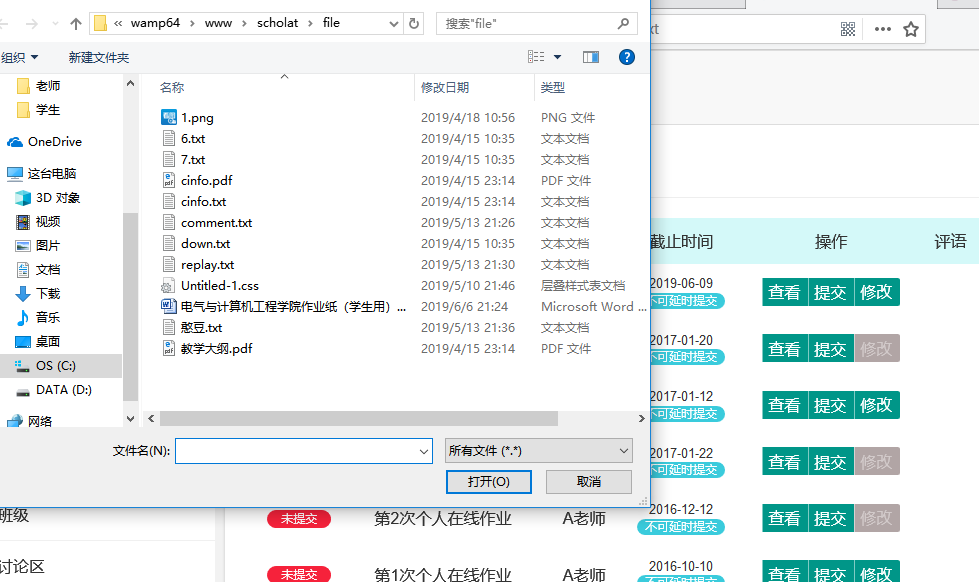 « wamp64 › www › scholat › file
搜索"file"
xt
组织
新建文件夹
老师
学生
OneDrive
这台电脑
3D 对象
视频
图片
文档
下载
音乐
桌面
OS (C:)
DATA (D:)
网络
名称 修改日期 类型
1.png 2019/4/18 10:56 PNG 文件
6.txt 2019/4/15 10:35 文本文档
7.txt 2019/4/15 10:35 文本文档
cinfo.pdf 2019/4/15 23:14 PDF 文件
cinfo.txt 2019/4/15 23:14 文本文档
comment.txt 2019/5/13 21:26 文本文档
down.txt 2019/4/15 10:35 文本文档
replay.txt 2019/5/13 21:30 文本文档
Untitled-1.css 2019/5/10 21:46 层叠样式表文档
电气与计算机工程学院作业纸（学生用）... 2019/6/6 21:24 Microsoft Word ...
憨豆.txt 2019/5/13 21:36 文本文档
教学大纲.pdf 2019/4/15 23:14 PDF 文件
文件名(N):
所有文件 (*.*)
打开(O)
取消
截止时间 操作 评语
2019-06-09
不可延时提交
查看 提交 修改
2017-01-20
不可延时提交
查看 提交 修改
2017-01-12
不可延时提交
查看 提交 修改
2017-01-22
不可延时提交
查看 提交 修改
班级
未提交 第2次个人在线作业 A老师
2016-12-12
不可延时提交
查看 提交 修改
讨论区
未提交 第1次个人在线作业 A老师
2016-10-10
不可延时提交
查看 提交 修改